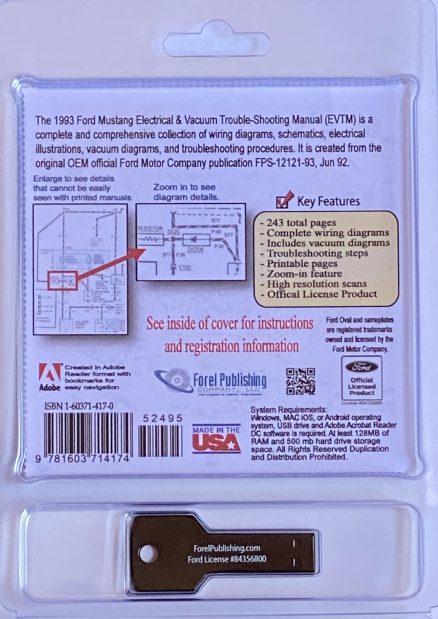 The 1993 Ford Mustang Electrical & Vacuum Trouble-Shooting Manual (EVTM) is a
complete and comprehensive collection of wiring diagrams, schematics, electrical
illustrations, vacuum diagrams, and troubleshooting procedures. It is created from the
original OEM official Ford Motor Company publication FPS-12121-93, Jun 92.
Enlarge to see details
that cannot be easily
seen with printed manuals
Zoom in to see
diagram details.
RESISTOR
977
P/W
DIODE
Key Features
- 243 total pages
- Complete wiring diagrams
- Includes vacuum diagrams
- Troubleshooting steps
- Printable pages
- Zoom-in feature
- High resolution scans
- Offical License Product
See inside of cover for instructions
and registration information
Ford Oval and nameplates
are registered trademarks
owned and licensed by the
Ford Motor Company.
Adobe
Created in Adobe
Reader format with
bookmarks for
easy navigation
Forel Publishing
COMPANY, LLC
Ford
Official
Licensed
Product
License #84356800
ISBN 1-60371-417-0
52495
9 781603 714174
MADE IN THE
USA
System Requirements:
Windows, MAC iOS, or Android operating
system, USB drive and Adobe Acrobat Reader
DC software is required. At least 128MB of
RAM and 500 mb hard drive storage
space. All Rights Reserved Duplication
and Distribution Prohibited.
ForelPublishing.com
Ford License #84356800